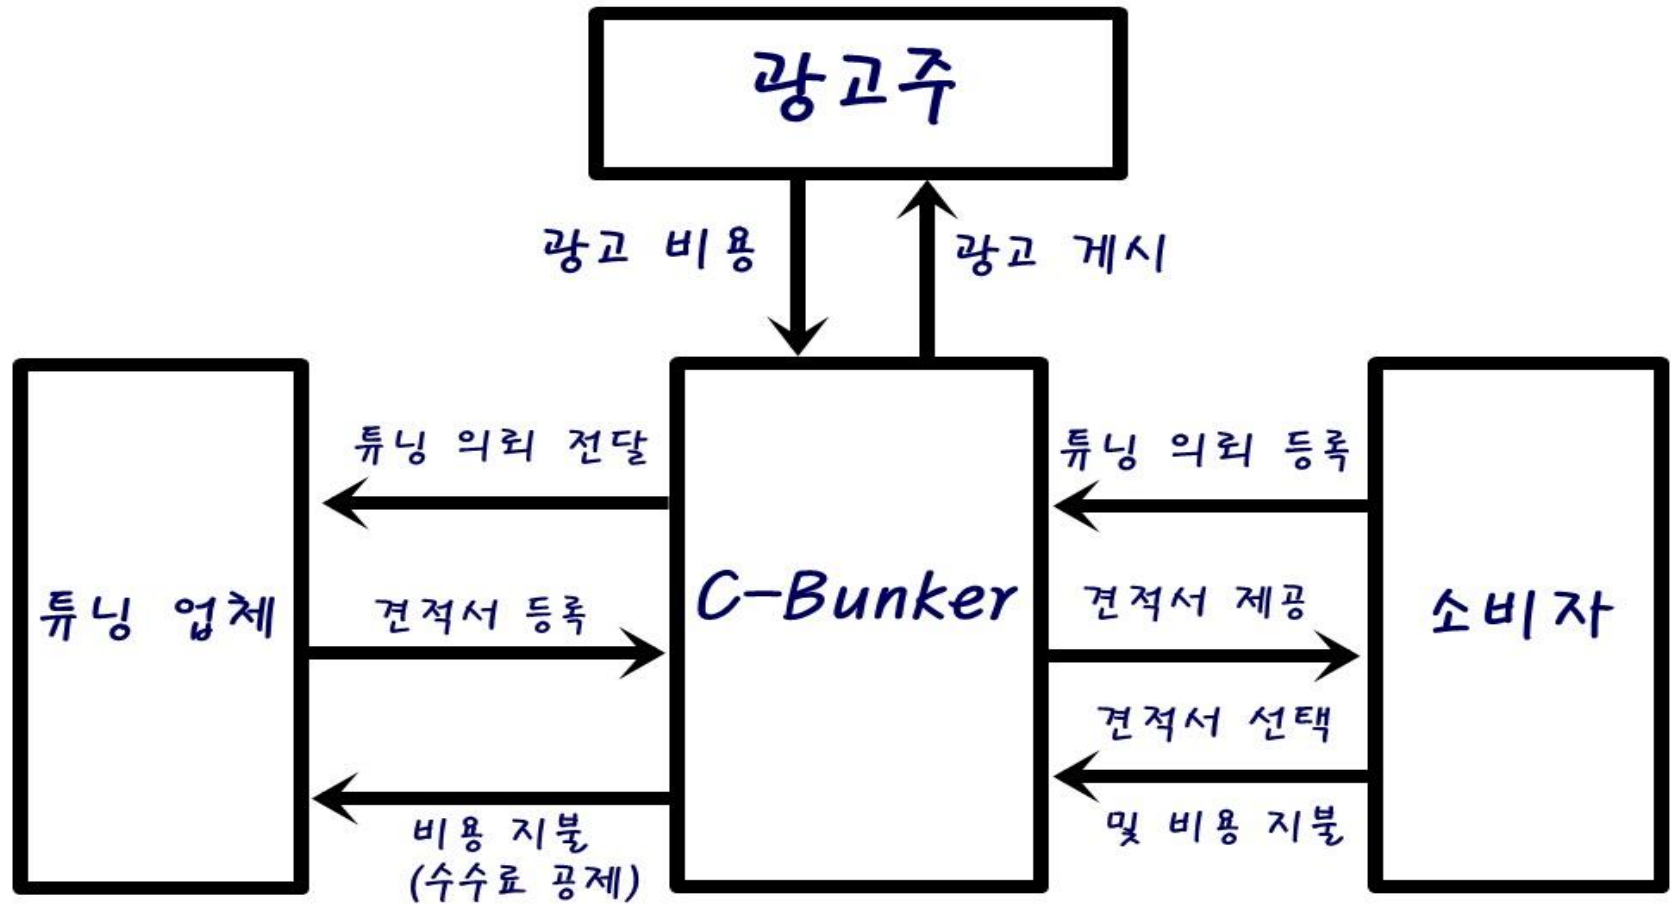 광고주
광고 비용
광고 게시
튜닝 의뢰 전달
튜닝 의뢰 등록
튜닝 업체
견적서 등록
C-Bunker
견적서 제공
소비자
견적서 선택
및 비용 지불
비용 지불
(수수료 공제)